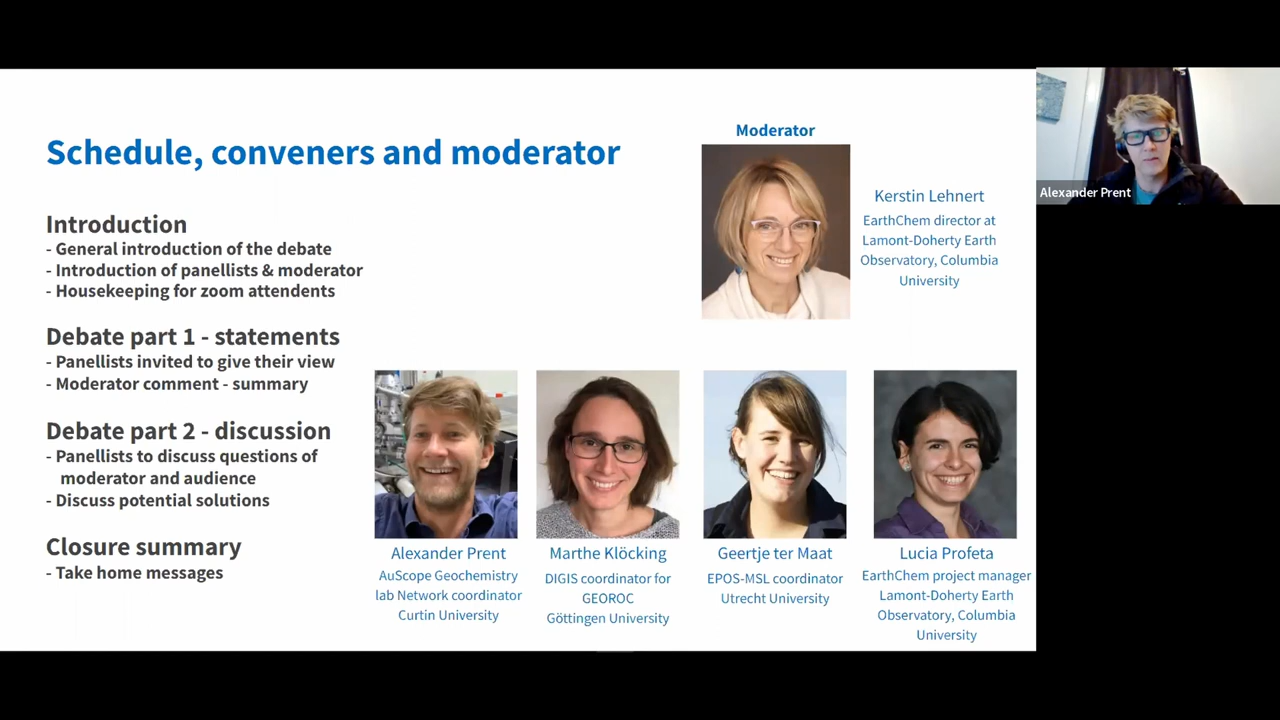 Schedule, conveners and moderator
Introduction
- General introduction of the debate
- Introduction of panellists & moderator
- Housekeeping for zoom attendents
Debate part 1 - statements
- Panellists invited to give their view
- Moderator comment - summary
Debate part 2 - discussion
- Panellists to discuss questions of
moderator and audience
- Discuss potential solutions
Closure summary
- Take home messages
Moderator
Kerstin Lehnert
EarthChem director at
Lamont-Doherty Earth
Observatory, Columbia
University
Alexander Prent
AuScope Geochemistry
lab Network coordinator
Curtin University
Marthe Klöcking
DIGIS coordinator for
GEOROC
Göttingen University
Geertje ter Maat
EPOS-MSL coordinator
Utrecht University
Lucia Profeta
EarthChem project manager
Lamont-Doherty Earth
Observatory, Columbia
University
Alexander Prent